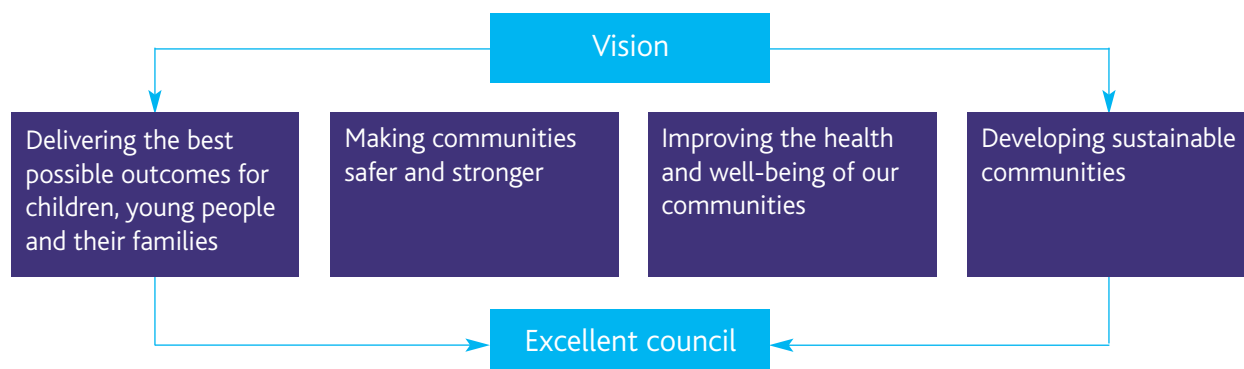 Vision
Delivering the best
possible outcomes for
children, young people
and their families
Making communities
safer and stronger
Improving the health
and well-being of our
communities
Developing sustainable
communities
Excellent council